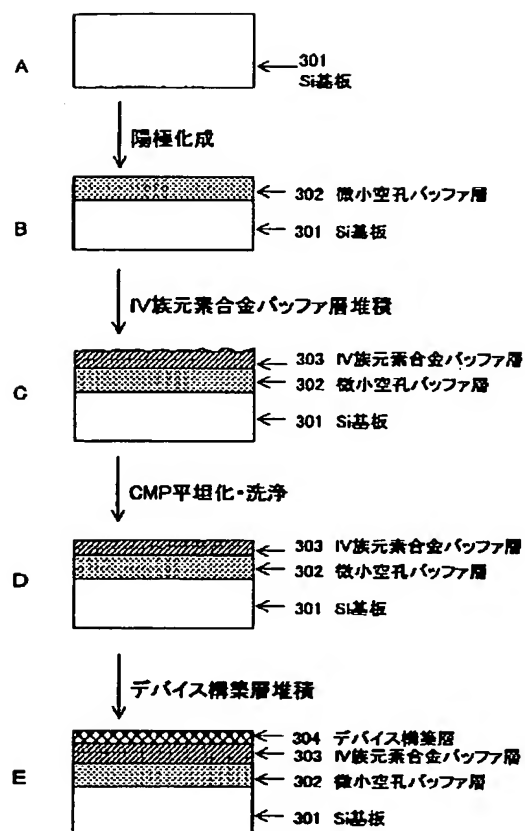 A
301
Si基板
陽極化成
302 微小空孔バッファ層
B
301 Si基板
IV族元素合金バッファ層堆積
303 IV族元素合金バッファ層
C
302 微小空孔バッファ層
301 Si基板
CMP平坦化・洗浄
303 IV族元素合金バッファ層
D
302 微小空孔バッファ層
301 Si基板
デバイス構築層堆積
304 デバイス構築層
303 IV族元素合金バッファ層
E
302 微小空孔バッファ層
301 Si基板